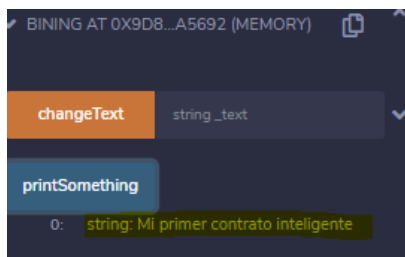 BINING AT 0X9D8...A5692 (MEMORY)
changeText string _text
printSomething
0: string: Mi primer contrato inteligente